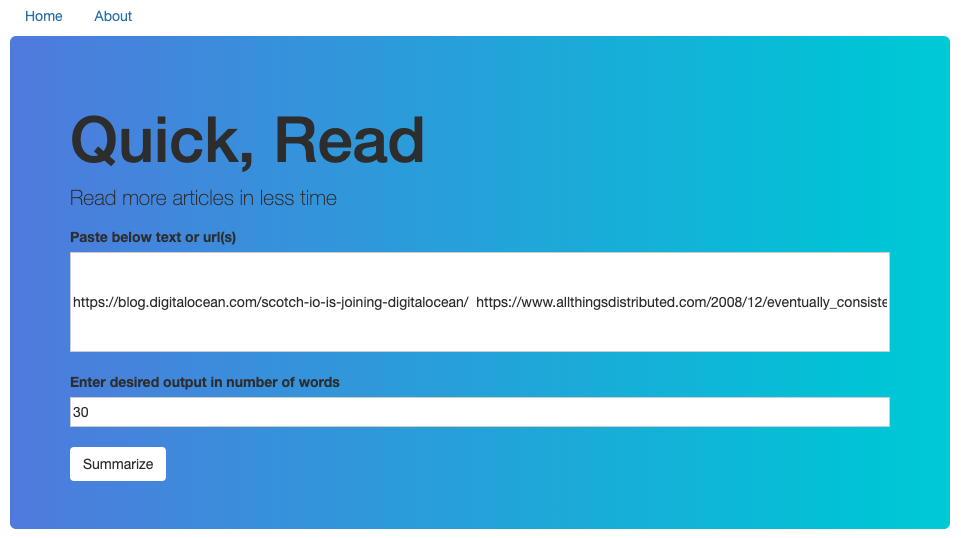 Home About
Quick, Read
Read more articles in less time
Paste below text or url(s)
https://blog.digitalocean.com/scotch-io-is-joining-digitalocean/ https://www.allthingsdistributed.com/2008/12/eventually_consiste
Enter desired output in number of words
30
Summarize